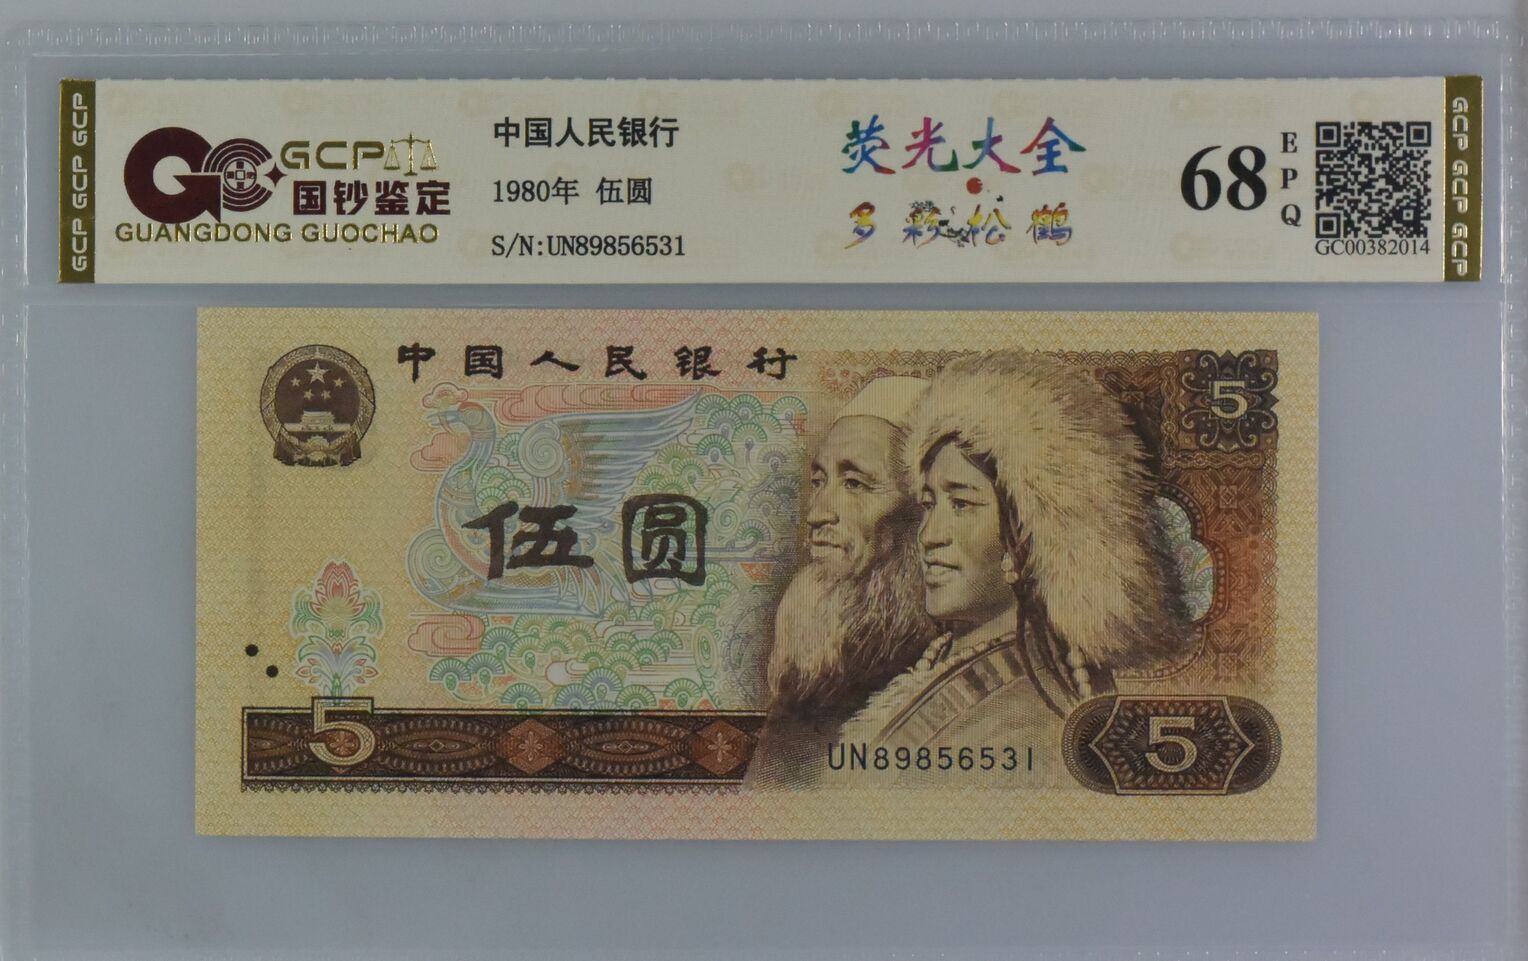 GCP GCP GCP
GCP
国钞鉴定
GUANGDONG GUOCHAO
中国人民银行
1980年 伍圆
S/N:UN89856531
荧光大全
多彩松鹤
68
EPQ
GC00382014
GCP GCP GCP
中国人民银行
5
伍圆
5
UN89856531
5